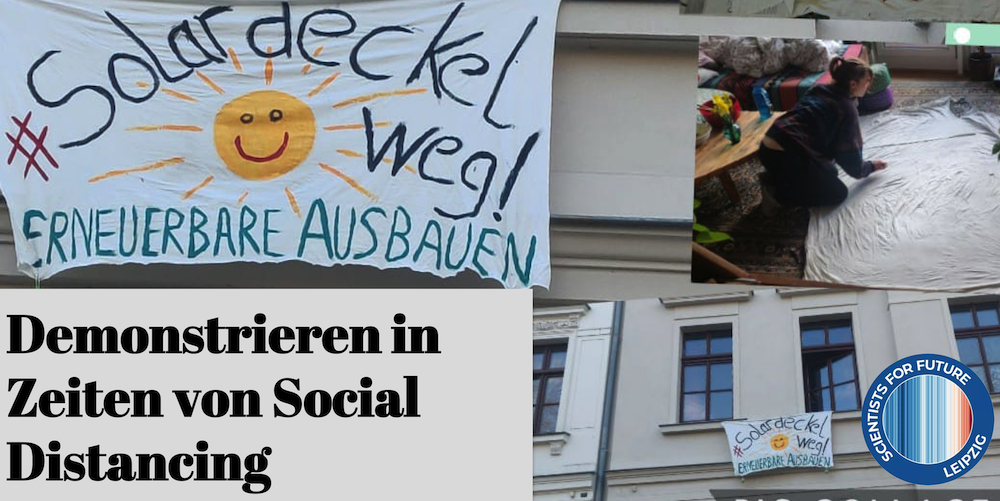 #Solardeckel
weg!
ERNEUERBARE AUSBAUEN
Demonstrieren in
Zeiten von Social
Distancing
#Solardeckel
weg!
ERNEUERBARE AUSBAUEN
SCIENTISTS FOR FUTURE
LEIPZIG